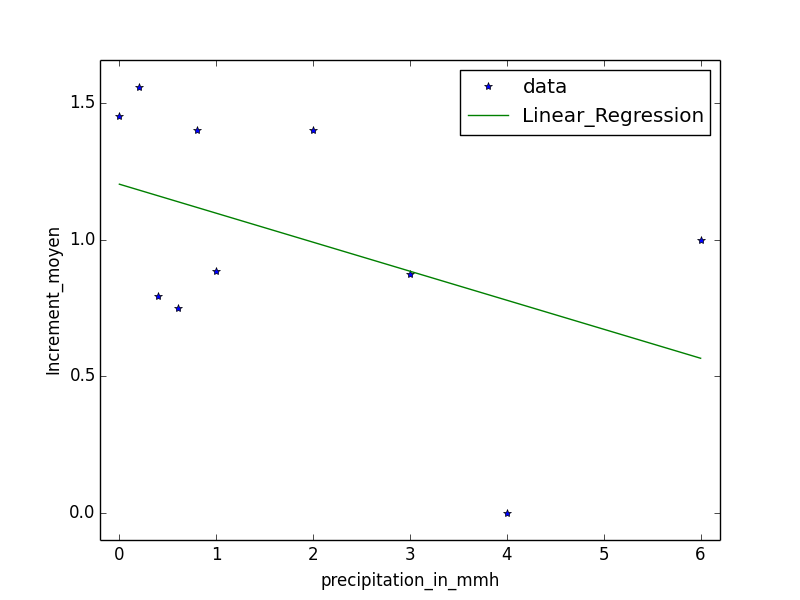 data
Linear_Regression
1.5
1.0
0.5
0.0
Increment_moyen
0 1 2 3 4 5 6
precipitation_in_mmh